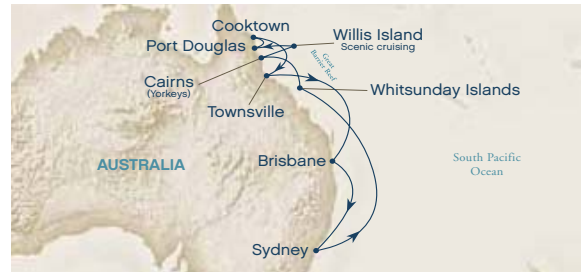 Cooktown
Willis Island
Scenic cruising
Port Douglas
Great
Barrier Reef
Cairns
(Yorkeys)
Whitsunday Islands
Townsville
Brisbane
AUSTRALIA
South Pacific
Ocean
Sydney